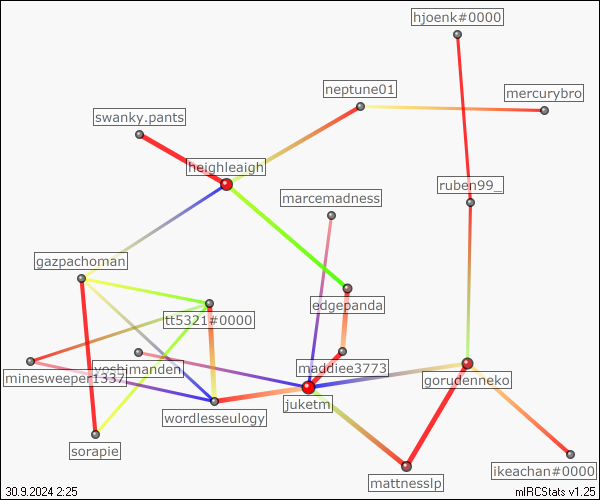 hjoenk#0000
neptune01
mercurybro
swanky.pants
heighleaigh
ruben99_
marcemadness
gazpachoman
edgepanda
tt5321#0000
yoshimanden
maddiee3773
minesweeper1337
gorudenneko
juketm
wordlesseulogy
sorapie
ikeachan#0000
mattnesslp
30.9.2024 2:25
mIRCStats v1.25